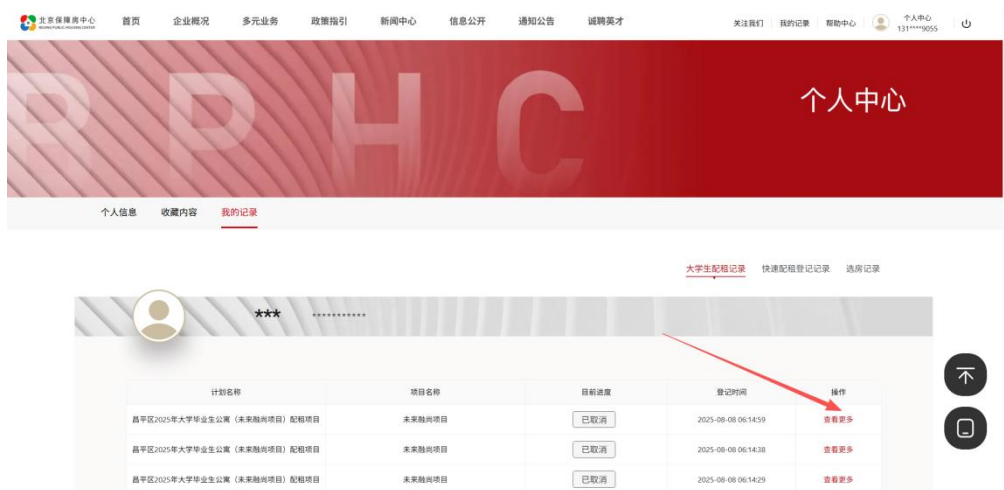 北京保障房中心 首页 企业概况 多元业务 政策指引 新闻中心 信息公开 通知公告 诚聘英才 关注我们 我的记录 帮助中心 个人中心
BEIJING PUBLIC HOUSING CENTER 131****9055
BPHC
个人中心
个人信息 收藏内容 我的记录
大学生配租记录 快速配租登记记录 选房记录
*** ***********
计划名称 项目名称 目前进度 登记时间 操作
昌平区2025年大学毕业生公寓（未来融尚项目）配租项目 未来融尚项目 已取消 2025-08-08 06:14:59 查看更多
昌平区2025年大学毕业生公寓（未来融尚项目）配租项目 未来融尚项目 已取消 2025-08-08 06:14:38 查看更多
昌平区2025年大学毕业生公寓（未来融尚项目）配租项目 未来融尚项目 已取消 2025-08-08 06:14:29 查看更多